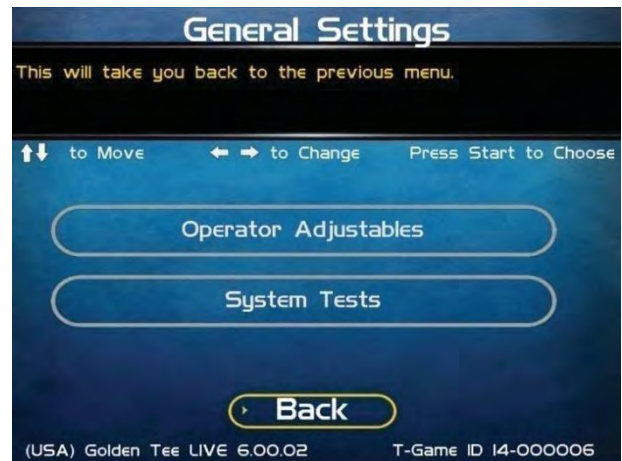 General Settings
This will take you back to the previous menu.
to Move to Change Press Start to Choose
Operator Adjustables
System Tests
Back
(USA) Golden Tee LIVE 6.00.02 T-Game ID 14-000006